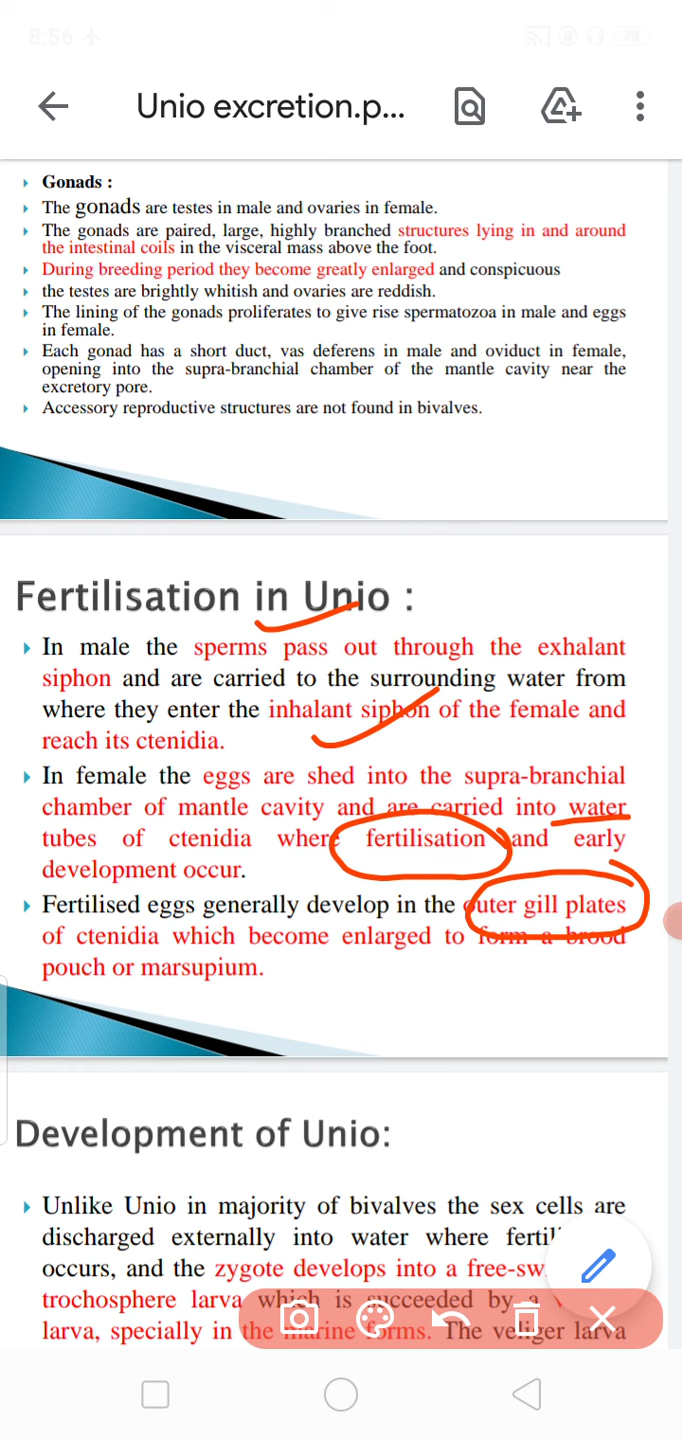 8:56
Unio excretion.p...
Gonads :
The gonads are testes in male and ovaries in female.
The gonads are paired, large, highly branched structures lying in and around
the intestinal coils in the visceral mass above the foot.
During breeding period they become greatly enlarged and conspicuous
the testes are brightly whitish and ovaries are reddish.
The lining of the gonads proliferates to give rise spermatozoa in male and eggs
in female.
Each gonad has a short duct, vas deferens in male and oviduct in female,
opening into the supra-branchial chamber of the mantle cavity near the
excretory pore.
Accessory reproductive structures are not found in bivalves.
Fertilisation in Unio :
In male the sperms pass out through the exhalant
siphon and are carried to the surrounding water from
where they enter the inhalant siphon of the female and
reach its ctenidia.
In female the eggs are shed into the supra-branchial
chamber of mantle cavity and are carried into water
tubes of ctenidia where fertilisation and early
development occur.
Fertilised eggs generally develop in the outer gill plates
of ctenidia which become enlarged to form a brood
pouch or marsupium.
Development of Unio:
Unlike Unio in majority of bivalves the sex cells are
discharged externally into water where
occurs, and the zygote develops into a
trochosphere larva which is succeeded by a
larva, specially in the marine forms. The veliger larva